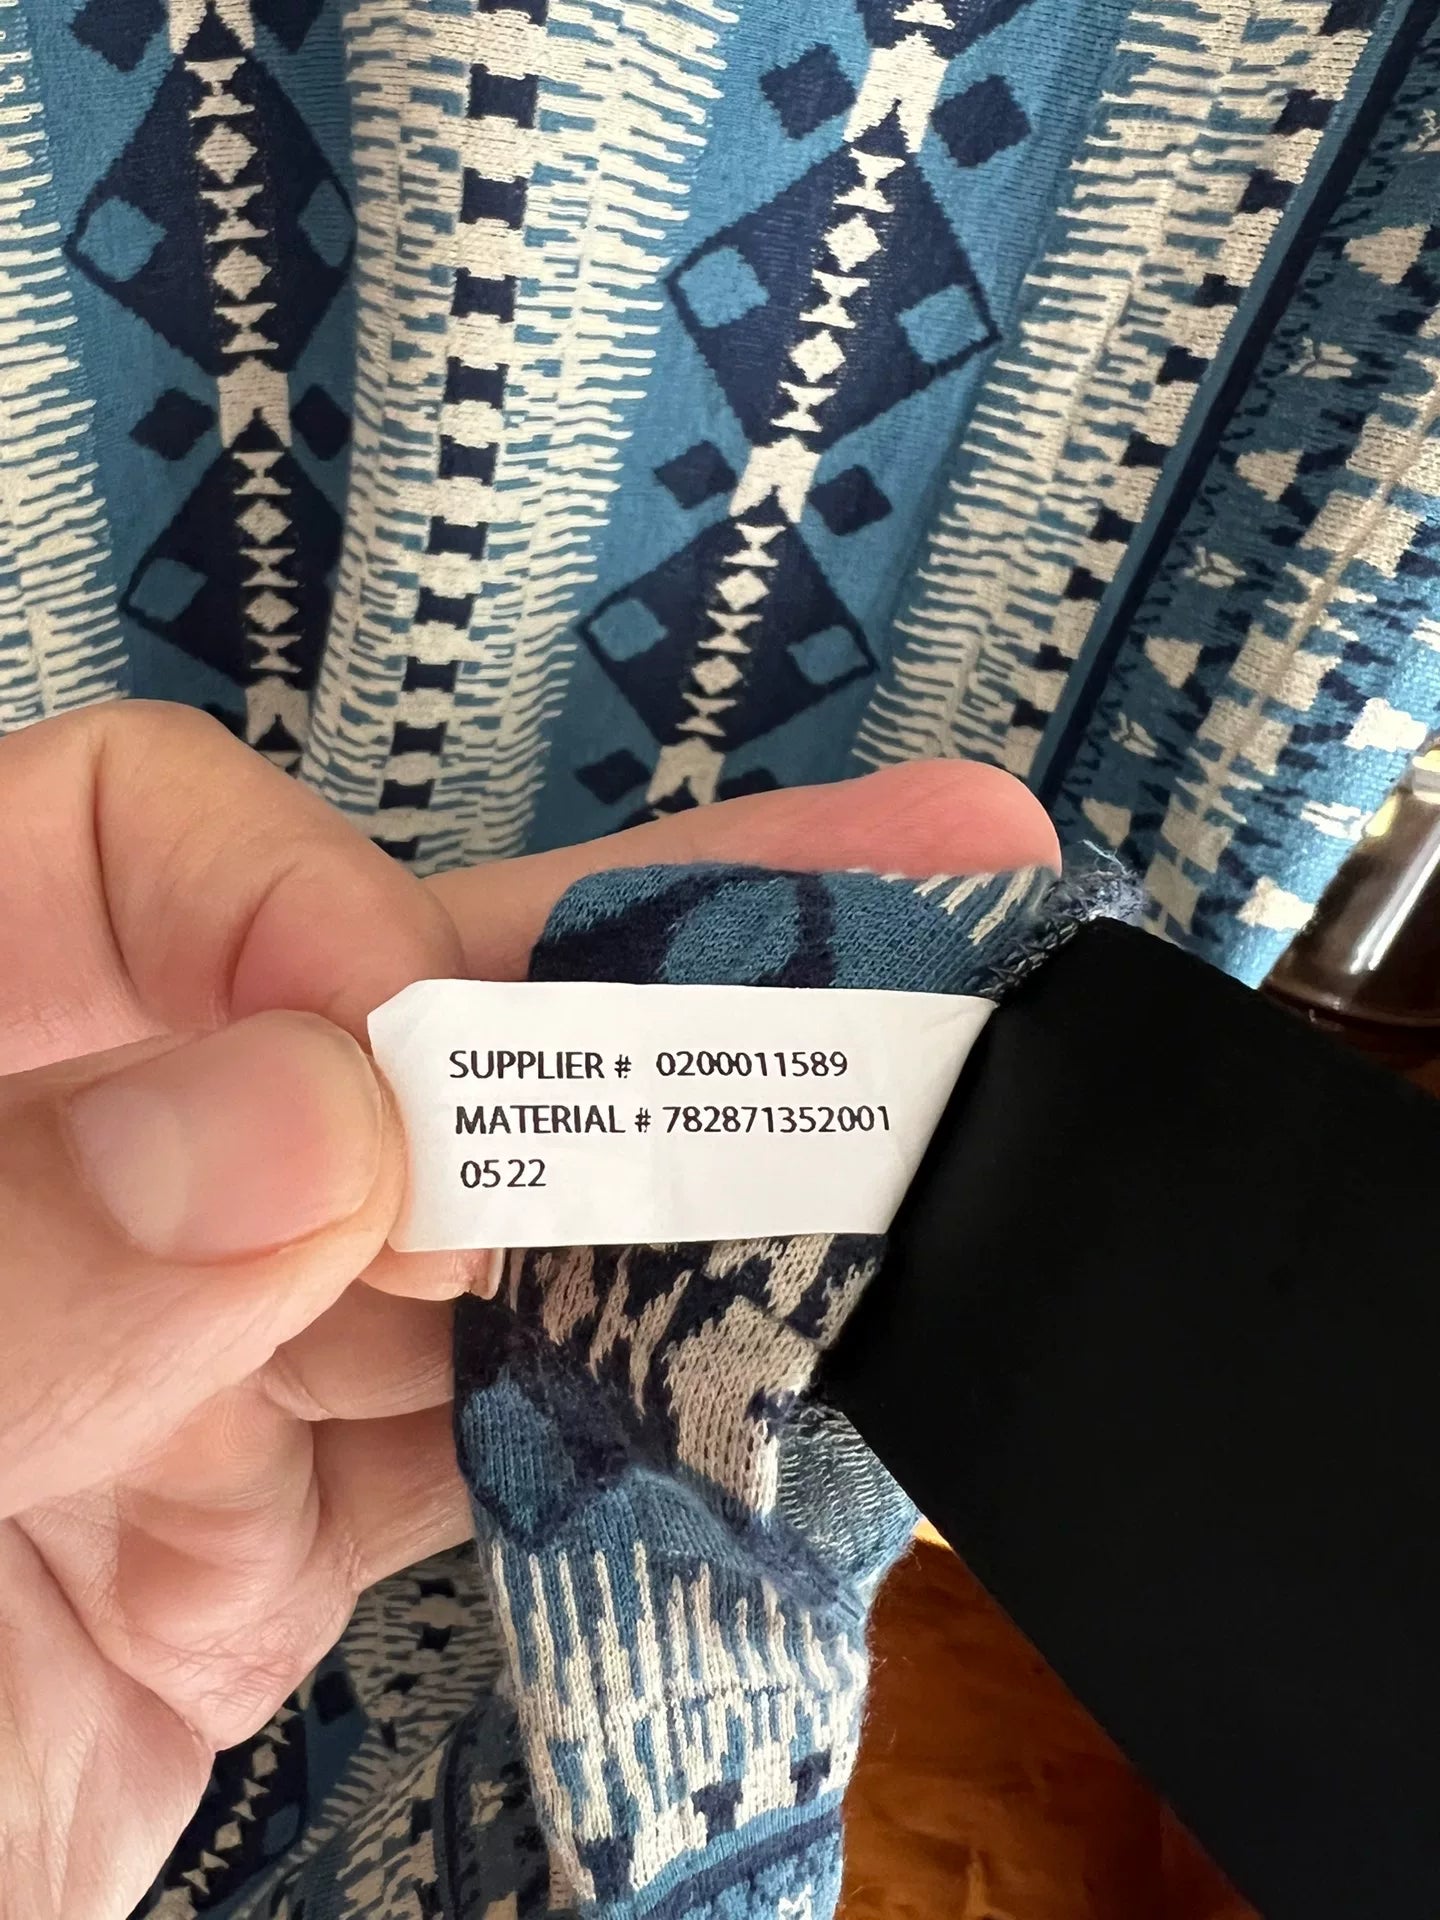 SUPPLIER # 0200011589
MATERIAL # 782871352001
0522